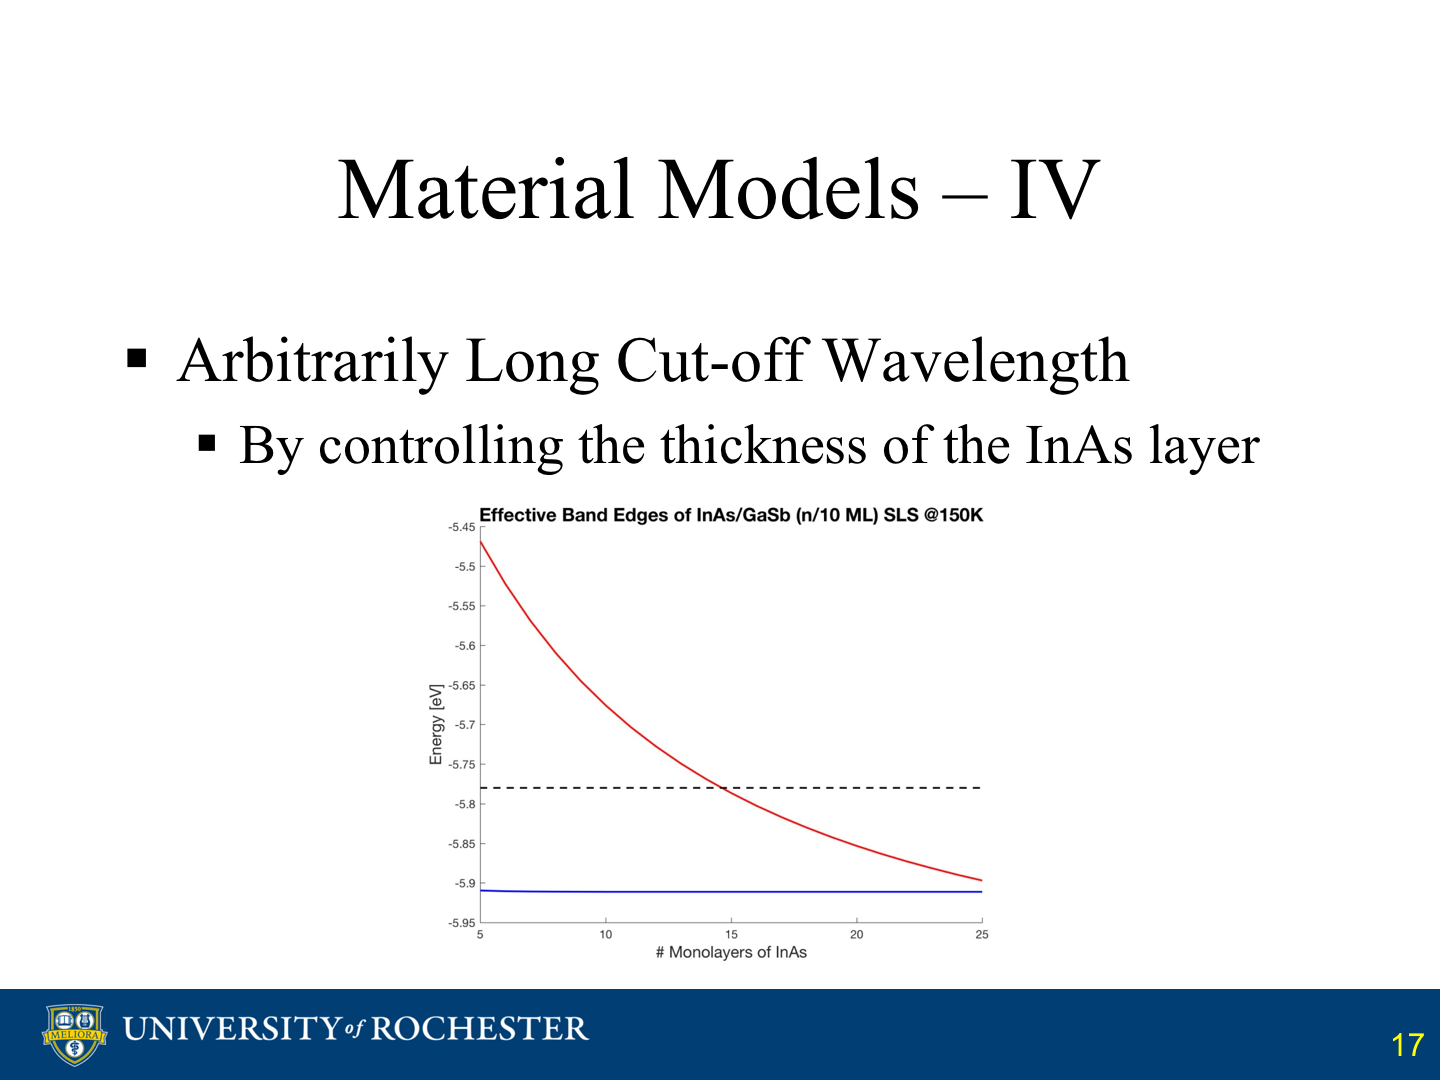 Material Models – IV
▪ Arbitrarily Long Cut-off Wavelength
▪ By controlling the thickness of the InAs layer
Effective Band Edges of InAs/GaSb (n/10 ML) SLS @150K
-5.45
-5.5
-5.55
-5.6
-5.65
-5.7
-5.75
-5.8
-5.85
-5.9
-5.95
Energy [eV]
5 10 15 20 25
# Monolayers of InAs
1850
MELIORA
UNIVERSITY of ROCHESTER
17